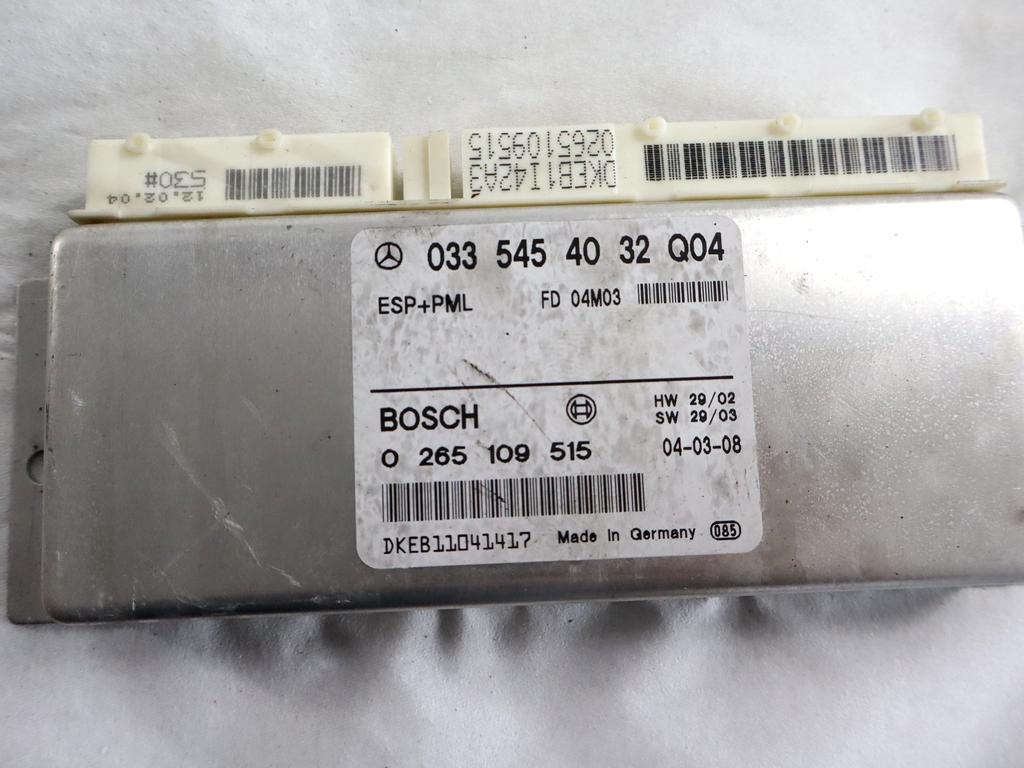 530#
12.02.04
DKEB1I42A3
0265109515
033 545 40 32 Q04
ESP+PML FD 04M03
BOSCH HW 29/02
SW 29/03
0 265 109 515 04-03-08
DKEB11041417 Made in Germany 085